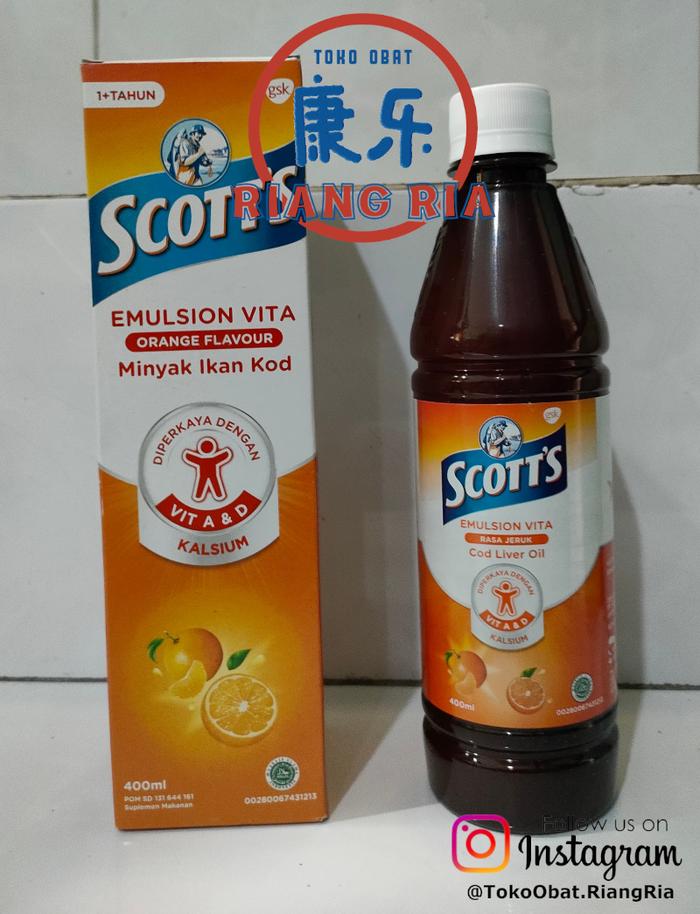 TOKO OBAT
康乐
RIANG RIA
1+TAHUN
gsk
SCOTT'S
EMULSION VITA
ORANGE FLAVOUR
Minyak Ikan Kod
DIPERKAYA DENGAN
VIT A & D
KALSIUM
400ml
POM SD 131 644 161
Suplemen Makanan
00280067431213
gsk
SCOTT'S
EMULSION VITA
RASA JERUK
Cod Liver Oil
DIPERKAYA DENGAN
VIT A & D
KALSIUM
400ml
Follow us on
Instagram
@TokoObat.RiangRia